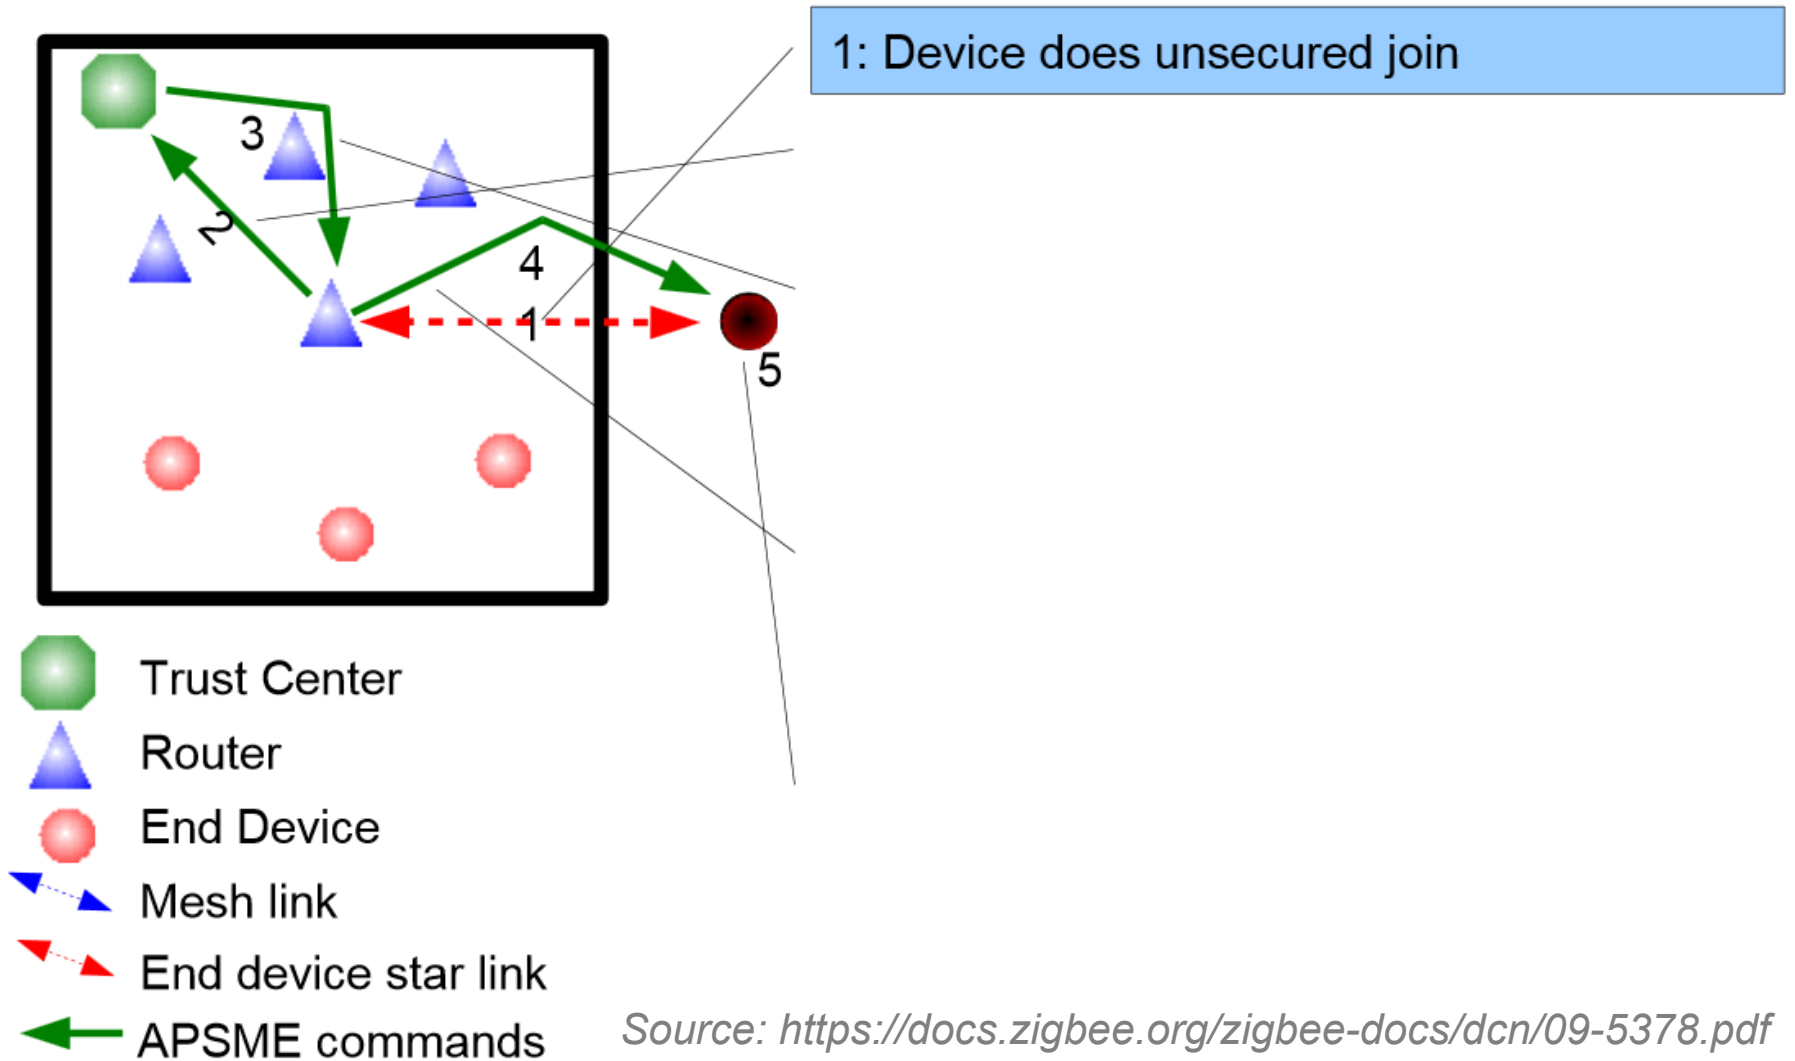 1: Device does unsecured join
3
2
4
1
5
Trust Center
Router
End Device
Mesh link
End device star link
APSME commands
Source: https://docs.zigbee.org/zigbee-docs/dcn/09-5378.pdf